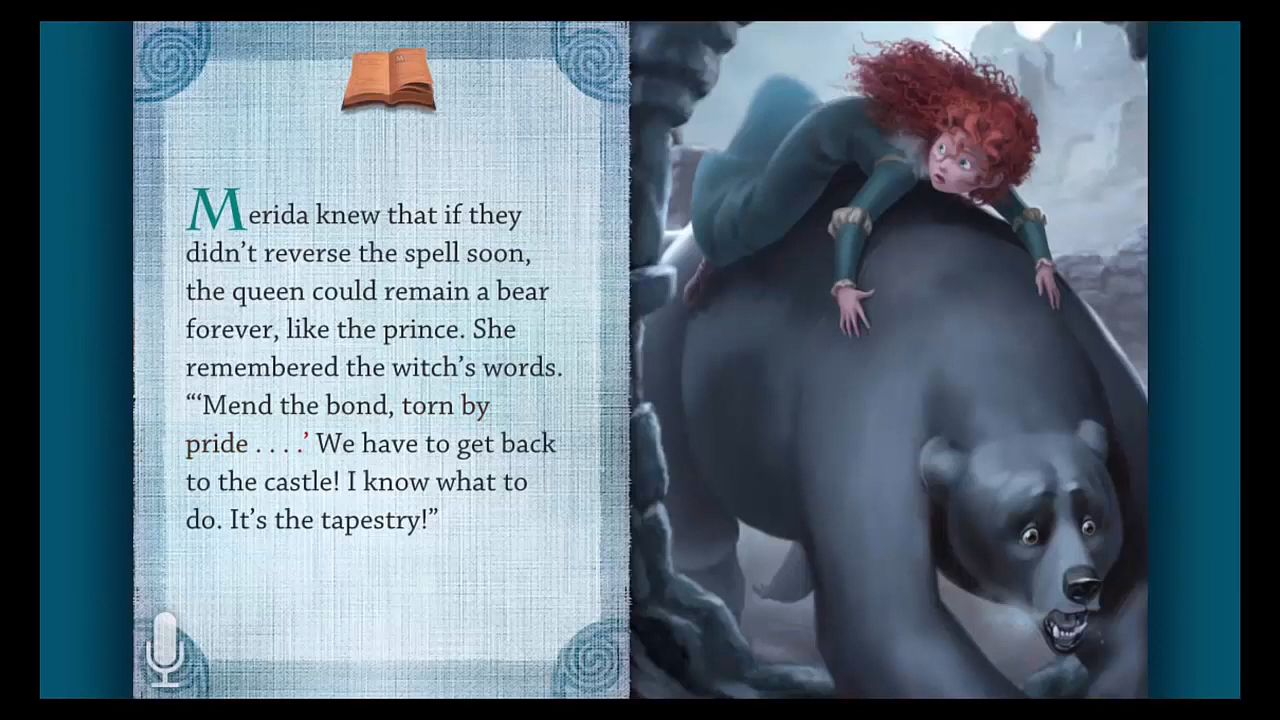 Merida knew that if they
didn’t reverse the spell soon,
the queen could remain a bear
forever, like the prince. She
remembered the witch’s words.
“‘Mend the bond, torn by
pride . . . .’ We have to get back
to the castle! I know what to
do. It’s the tapestry!”